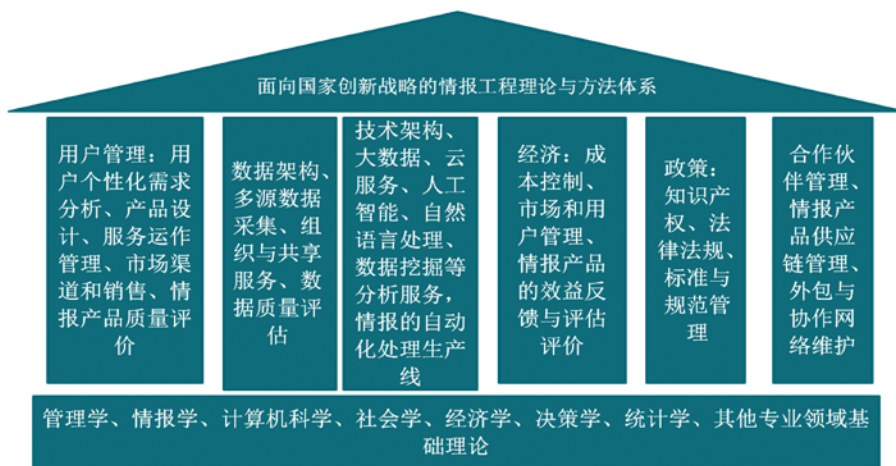 面向国家创新战略的情报工程理论与方法体系
用户管理：用
户个性化需求
分析、产品设
计、服务运作
管理、市场渠
道和销售、情
报产品质量评
价
数据架构、
多源数据
采集、组
织与共享
服务、数
据质量评
估
技术架构、
大数据、云
服务、人工
智能、自然
语言处理、
数据挖掘等
分析服务，
情报的自动
化处理生产
线
经济：成
本控制、
市场和用
户管理、
情报产品
的效益反
馈与评估
评价
政策：
知识产
权、法
律法规、
标准与
规范管
理
合作伙
伴管理、
情报产
品供应
链管理、
外包与
协作网
络维护
管理学、情报学、计算机科学、社会学、经济学、决策学、统计学、其他专业领域基
础理论